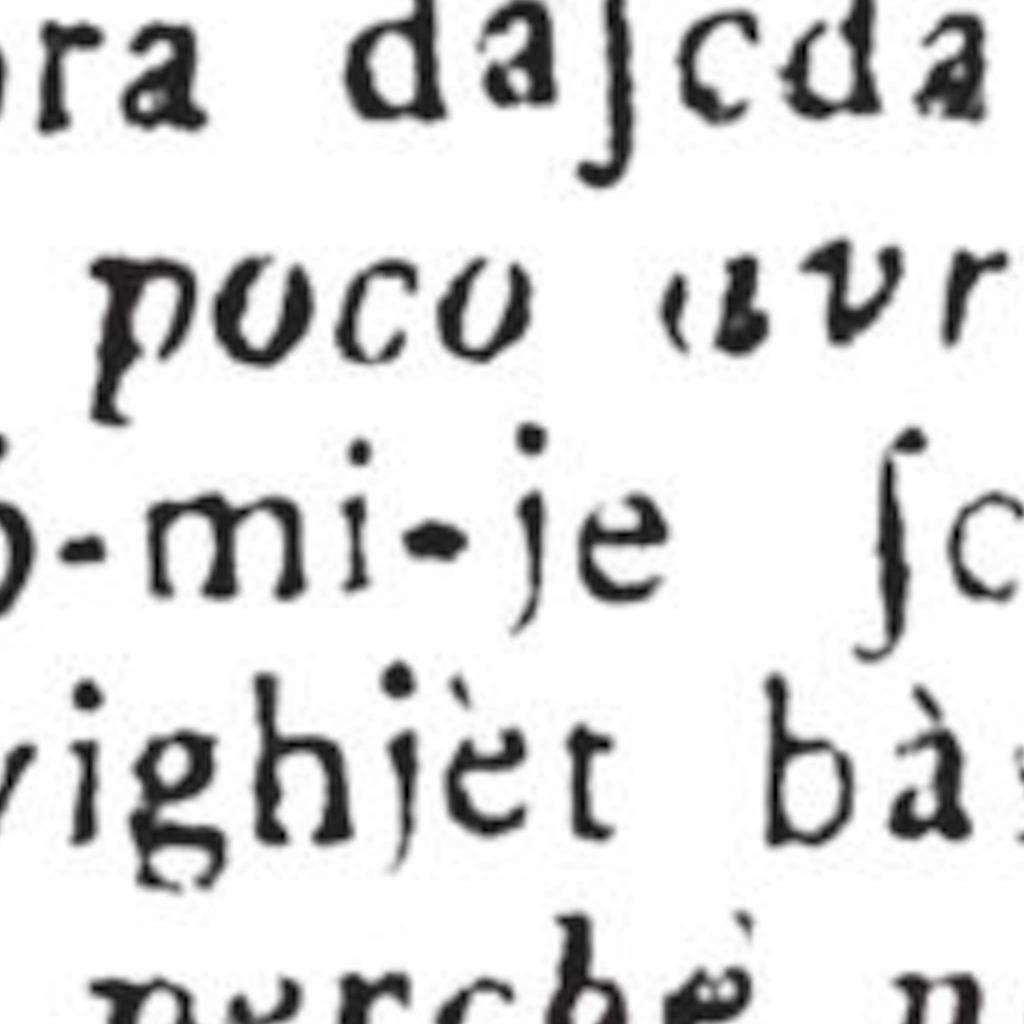 ra daſcda
poco avr
-mi-je ſc
vighjèt bà
perchè n